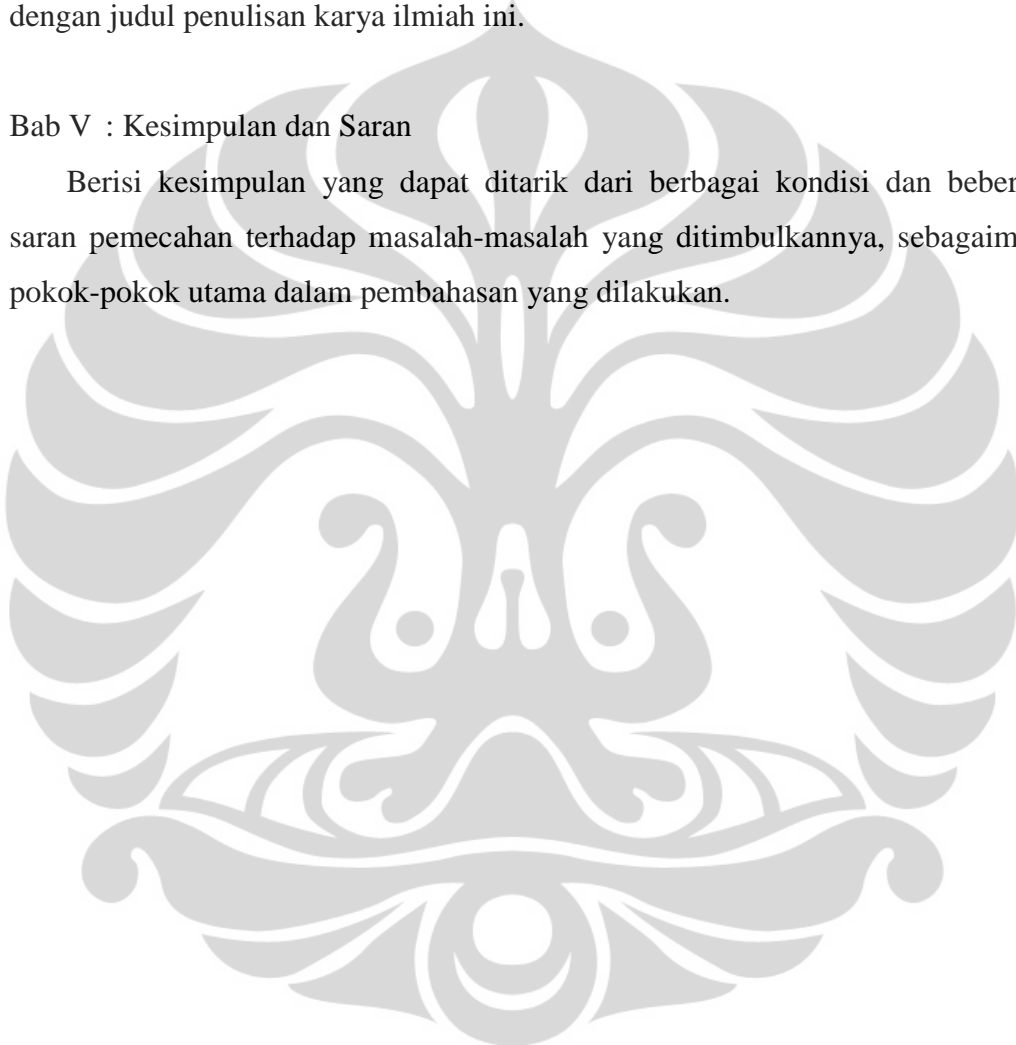 dengan judul penulisan karya ilmiah ini.
Bab V : Kesimpulan dan Saran
Berisi kesimpulan yang dapat ditarik dari berbagai kondisi dan beber
saran pemecahan terhadap masalah-masalah yang ditimbulkannya, sebagaim
pokok-pokok utama dalam pembahasan yang dilakukan.